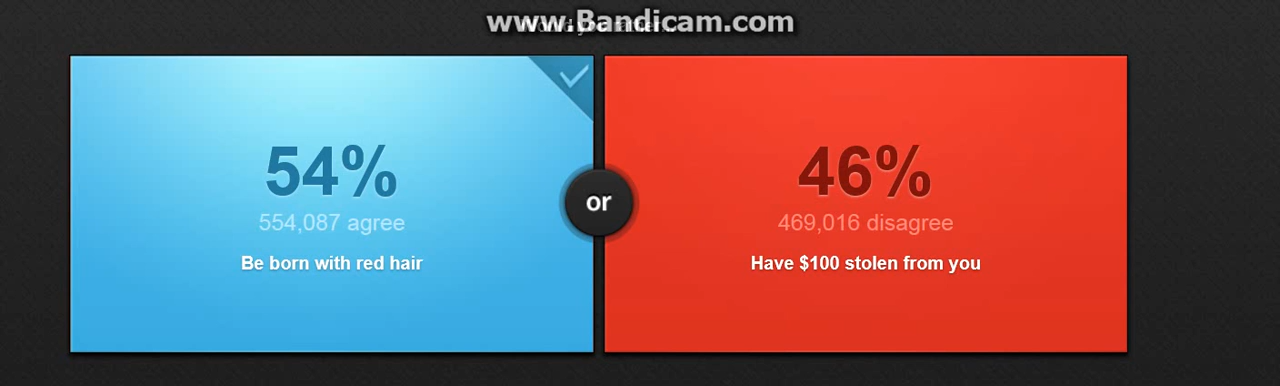 www.Bandicam.com
54%
554,087 agree
Be born with red hair
or
46%
469,016 disagree
Have $100 stolen from you